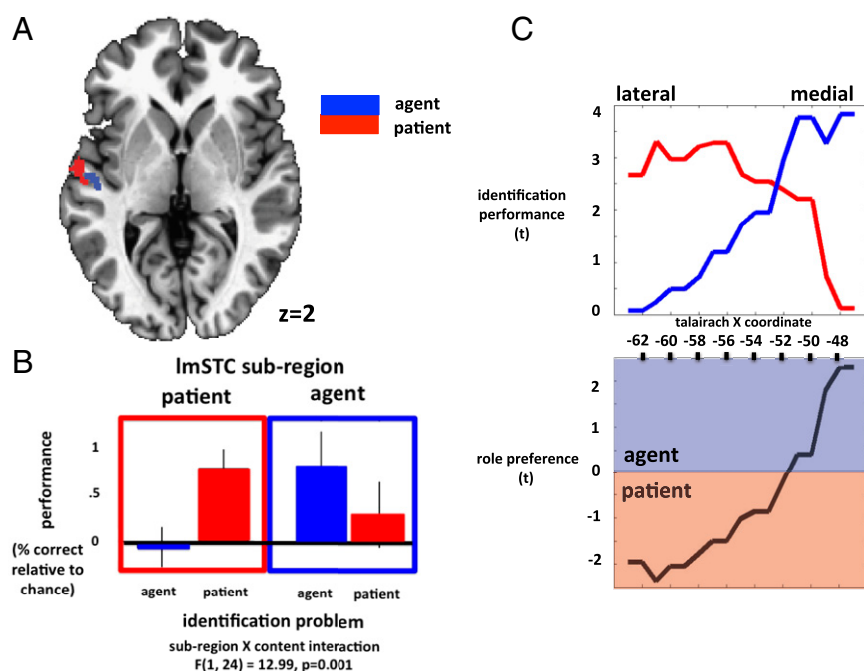 A
agent
patient
z=2
B
lmSTC sub-region
patient
agent
performance
(% correct
relative to
chance)
1
.5
0
agent
patient
agent
patient
identification problem
sub-region X content interaction
F(1, 24) = 12.99, p=0.001
C
lateral
medial
identification
performance
(t)
4
3
2
1
0
talairach X coordinate
-62 -60 -58 -56 -54 -52 -50 -48
role preference
(t)
2
1
0
-1
-2
agent
patient